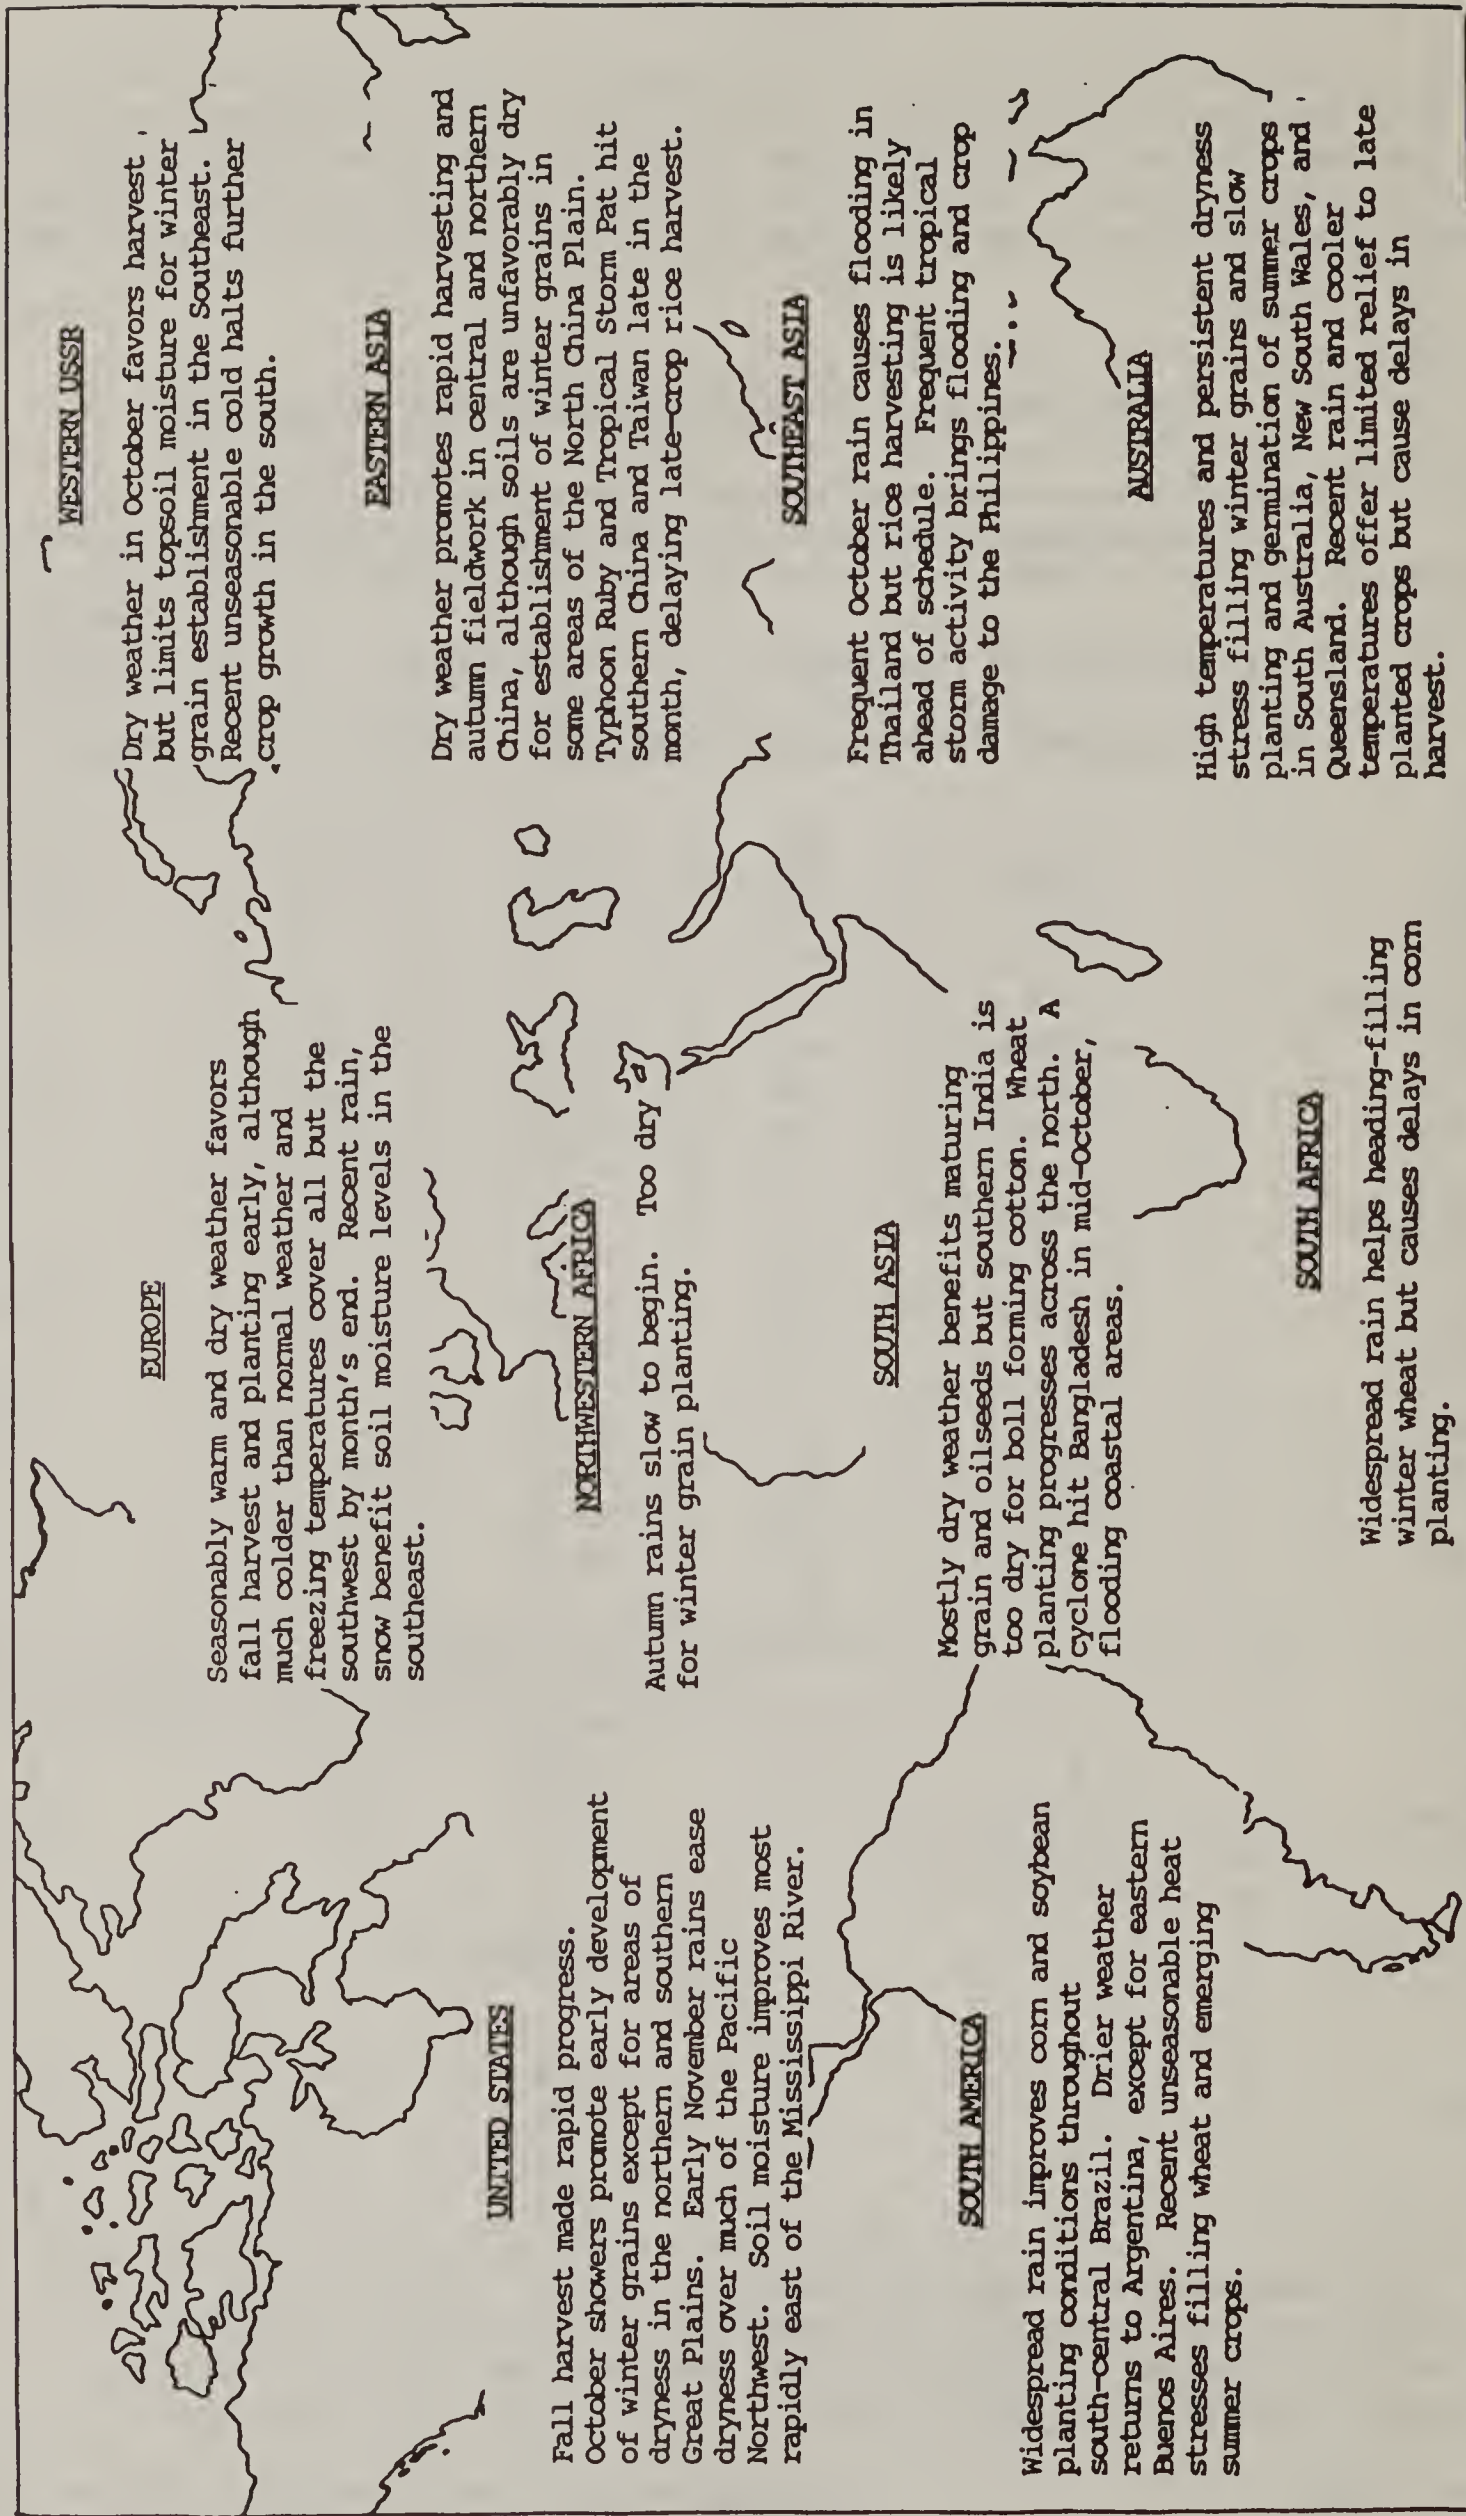 UNITED STATES
Fall harvest made rapid progress.
October showers promote early development
of winter grains except for areas of
dryness in the northern and southern
Great Plains.  Early November rains ease
dryness over much of the Pacific
Northwest.  Soil moisture improves most
rapidly east of the Mississippi River.
SOUTH AMERICA
Widespread rain improves corn and soybean
planting conditions throughout
south-central Brazil.  Drier weather
returns to Argentina, except for eastern
Buenos Aires.  Recent unseasonable heat
stresses filling wheat and emerging
summer crops.
EUROPE
Seasonably warm and dry weather favors
fall harvest and planting early, although
much colder than normal weather and
freezing temperatures cover all but the
southwest by month's end.  Recent rain,
snow benefit soil moisture levels in the
southeast.
NORTHWESTERN AFRICA
Autumn rains slow to begin.  Too dry
for winter grain planting.
SOUTH ASIA
Mostly dry weather benefits maturing
grain and oilseeds but southern India is
too dry for boll forming cotton.  Wheat
planting progresses across the north.  A
cyclone hit Bangladesh in mid-October,
flooding coastal areas.
SOUTH AFRICA
Widespread rain helps heading-filling
winter wheat but causes delays in corn
planting.
WESTERN USSR
Dry weather in October favors harvest
but limits topsoil moisture for winter
grain establishment in the Southeast.
Recent unseasonable cold halts further
crop growth in the south.
EASTERN ASIA
Dry weather promotes rapid harvesting and
autumn fieldwork in central and northern
China, although soils are unfavorably dry
for establishment of winter grains in
some areas of the North China Plain.
Typhoon Ruby and Tropical Storm Pat hit
southern China and Taiwan late in the
month, delaying late-crop rice harvest.
SOUTHEAST ASIA
Frequent October rain causes flooding in
Thailand but rice harvesting is likely
ahead of schedule.  Frequent tropical
storm activity brings flooding and crop
damage to the Philippines.
AUSTRALIA
High temperatures and persistent dryness
stress filling winter grains and slow
planting and germination of summer crops
in South Australia, New South Wales, and
Queensland.  Recent rain and cooler
temperatures offer limited relief to late
planted crops but cause delays in
harvest.